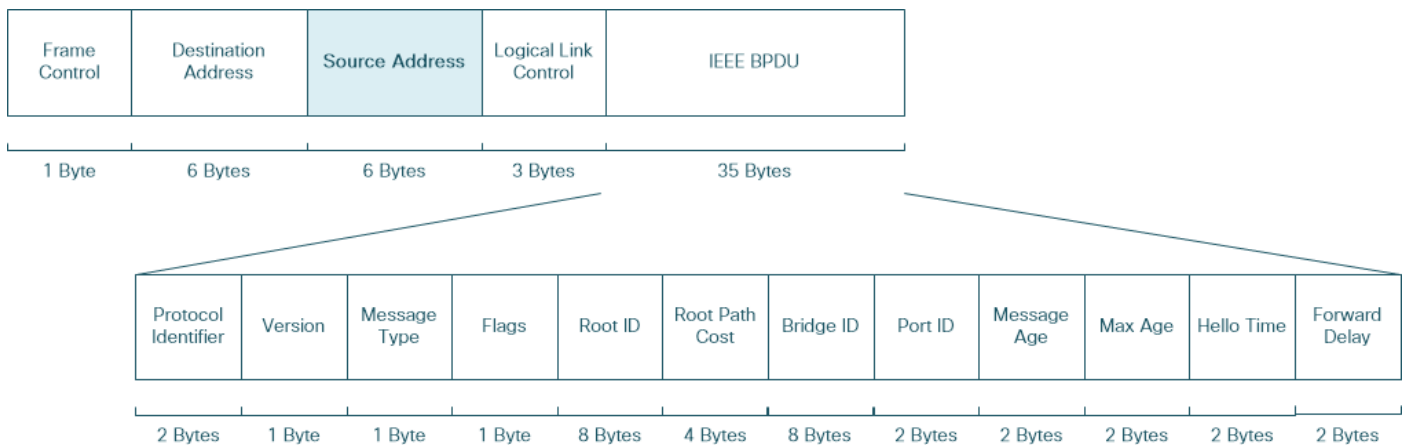 Frame
Control
Destination
Address
Source Address
Logical Link
Control
IEEE BPDU
1 Byte
6 Bytes
6 Bytes
3 Bytes
35 Bytes
Protocol
Identifier
Version
Message
Type
Flags
Root ID
Root Path
Cost
Bridge ID
Port ID
Message
Age
Max Age
Hello Time
Forward
Delay
2 Bytes
1 Byte
1 Byte
1 Byte
8 Bytes
4 Bytes
8 Bytes
2 Bytes
2 Bytes
2 Bytes
2 Bytes
2 Bytes